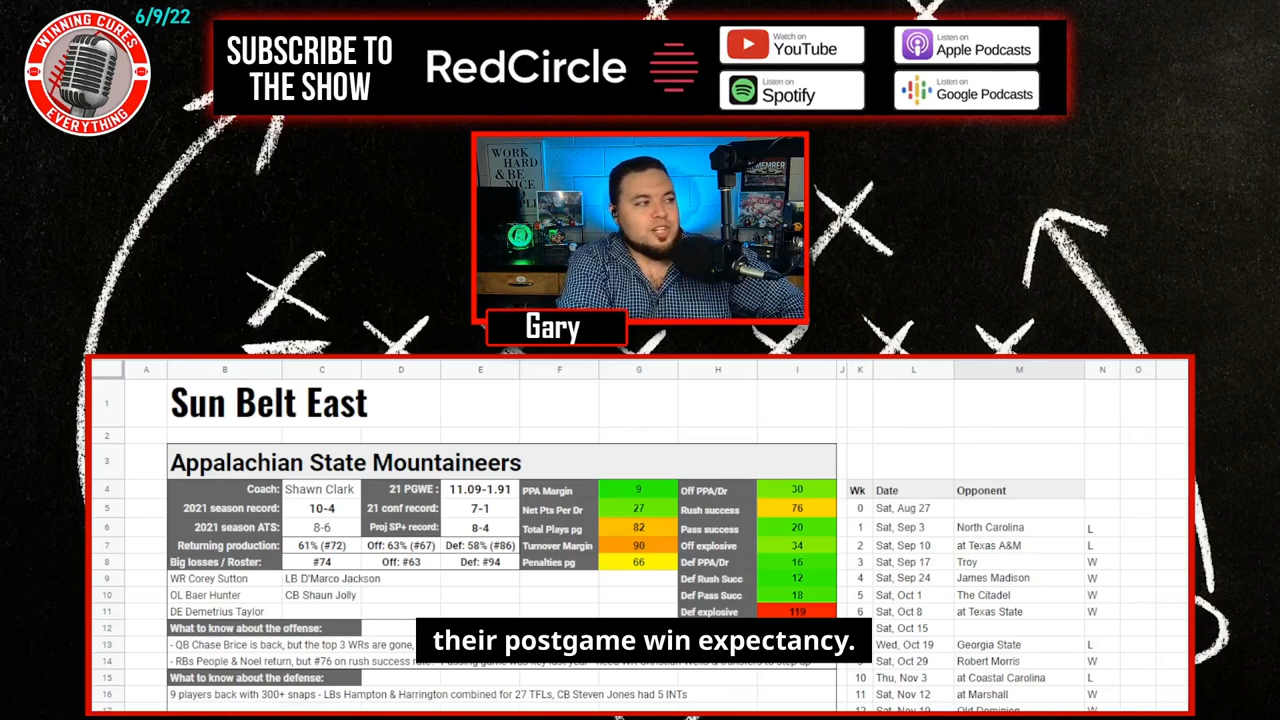 6/9/22
WINNING CURES
EVERYTHING
SUBSCRIBE TO
THE SHOW
RedCircle
Watch on
YouTube
Listen on
Spotify
Listen on
Apple Podcasts
Listen on
Google Podcasts
WORK
HARD
& BE
NICE
Gary
A B C D E F G H I J K L M N O
1 Sun Belt East
2
3 Appalachian State Mountaineers
4 Coach: Shawn Clark 21 PGWE : 11.09-1.91 PPA Margin 9 Off PPA/Dr 30 Wk Date Opponent
5 2021 season record: 10-4 21 conf record: 7-1 Net Pts Per Dr 27 Rush success 76 0 Sat, Aug 27
6 2021 season ATS: 8-6 Proj SP+ record: 8-4 Total Plays pg 82 Pass success 20 1 Sat, Sep 3 North Carolina L
7 Returning production: 61% (#72) Off: 63% (#67) Def: 58% (#86) Turnover Margin 90 Off explosive 34 2 Sat, Sep 10 at Texas A&M L
8 Big losses / Roster: #74 Off: #63 Def: #94 Penalties pg 66 Def PPA/Dr 16 3 Sat, Sep 17 Troy W
9 WR Corey Sutton LB D'Marco Jackson Def Rush Succ 12 4 Sat, Sep 24 James Madison W
10 OL Baer Hunter CB Shaun Jolly Def Pass Succ 18 5 Sat, Oct 1 The Citadel W
11 DE Demetrius Taylor Def explosive 119 6 Sat, Oct 8 at Texas State W
12 What to know about the offense: Sat, Oct 15
13 - QB Chase Brice is back, but the top 3 WRs are gone, Wed, Oct 19 Georgia State L
14 - RBs People & Noel return, but #76 on rush success Sat, Oct 29 Robert Morris W
15 What to know about the defense: 10 Thu, Nov 3 at Coastal Carolina L
16 9 players back with 300+ snaps - LBs Hampton & Harrington combined for 27 TFLs, CB Steven Jones had 5 INTs 11 Sat, Nov 12 at Marshall W
17 12 Sat, Nov 19 Old Dominion W
their postgame win expectancy.